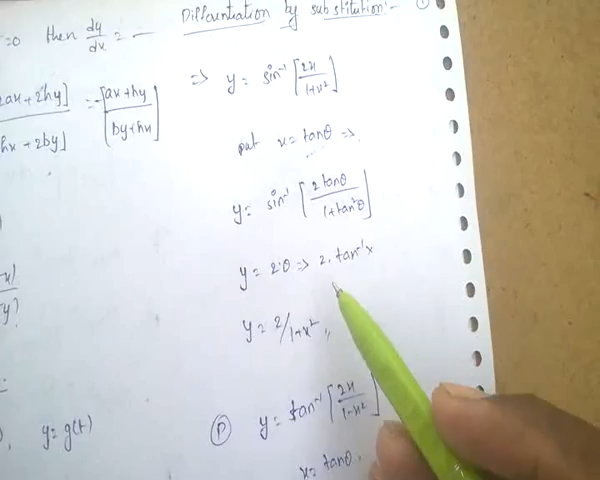 =0 then dy/dx = —
Differentiation by substitution:- ①
2ax+2hy] = -[ax+hy]
hx+2by] [by+hx]
⇒ y = sin⁻¹ [2x/1+x²]
put x = tanθ ⇒
y = sin⁻¹ [2tanθ/1+tan²θ]
y = 2·θ ⇒ 2·tan⁻¹x
y = 2/1+x²,,
y = g(t)
Ⓟ y = tan⁻¹ [2x/1-x²]
x = tanθ.